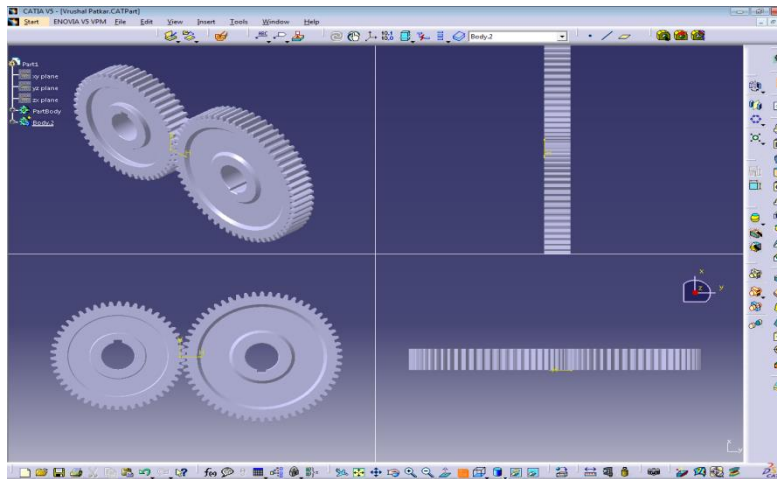 CATIA V5 - [Vrushal Patkar.CATPart]
Start ENOVIA V5 VPM File Edit View Insert Tools Window Help
Body.2
Part1
xy plane
yz plane
zx plane
PartBody
Body.2
x
z y
f(x)